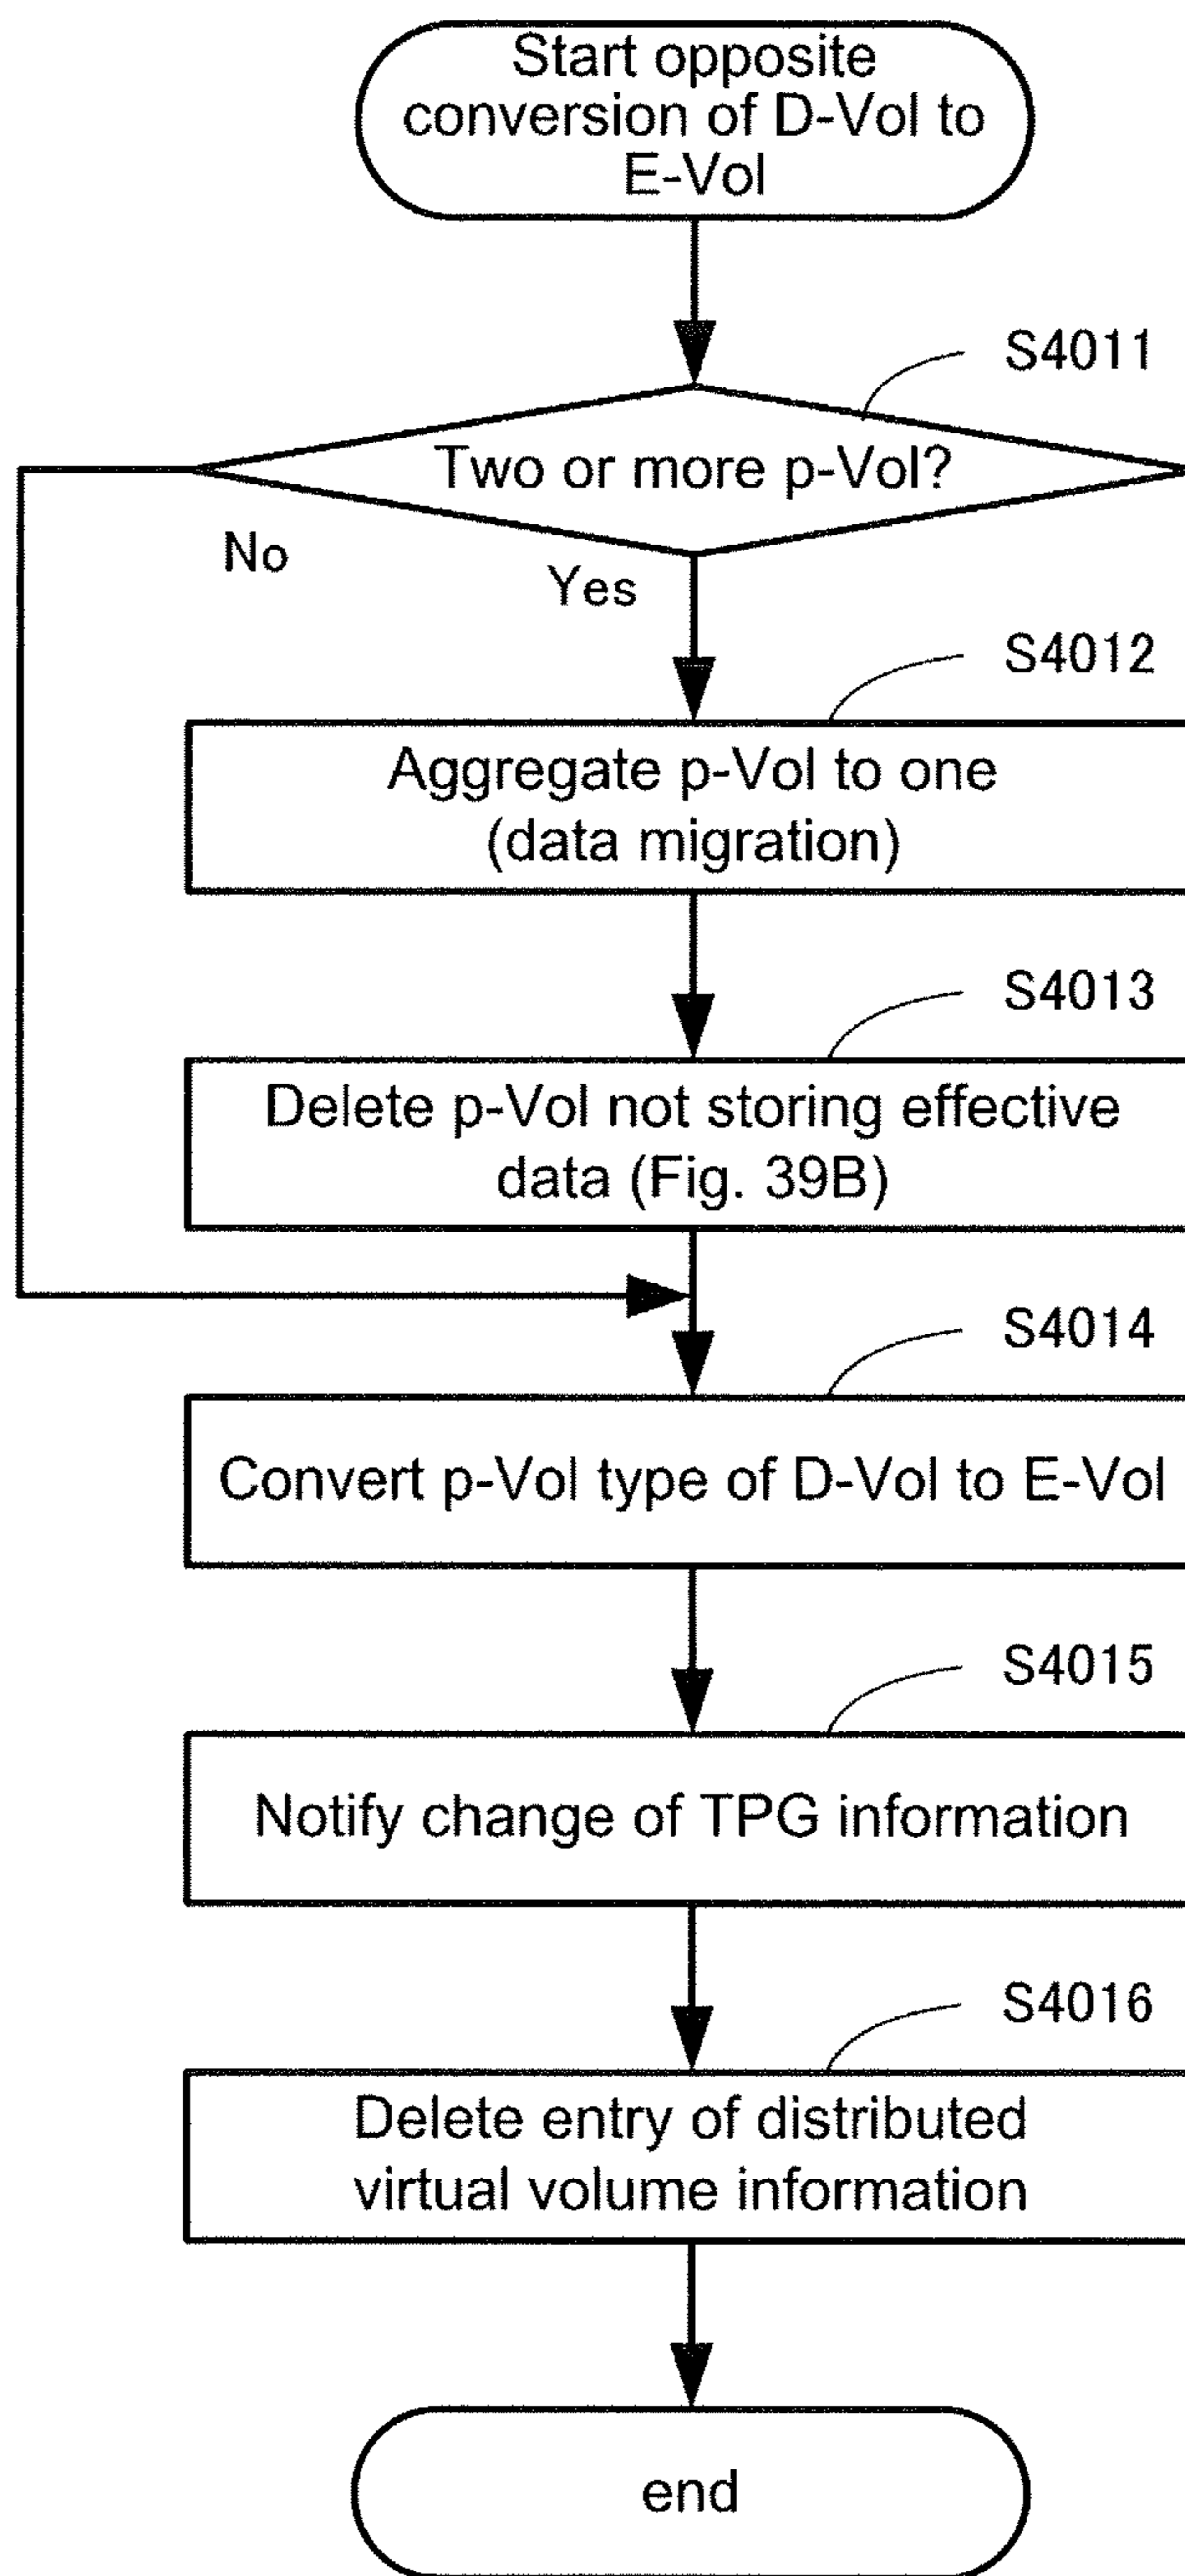 Start opposite
conversion of D-Vol to
E-Vol
S4011
Two or more p-Vol?
No
Yes
S4012
Aggregate p-Vol to one
(data migration)
S4013
Delete p-Vol not storing effective
data (Fig. 39B)
S4014
Convert p-Vol type of D-Vol to E-Vol
S4015
Notify change of TPG information
S4016
Delete entry of distributed
virtual volume information
end